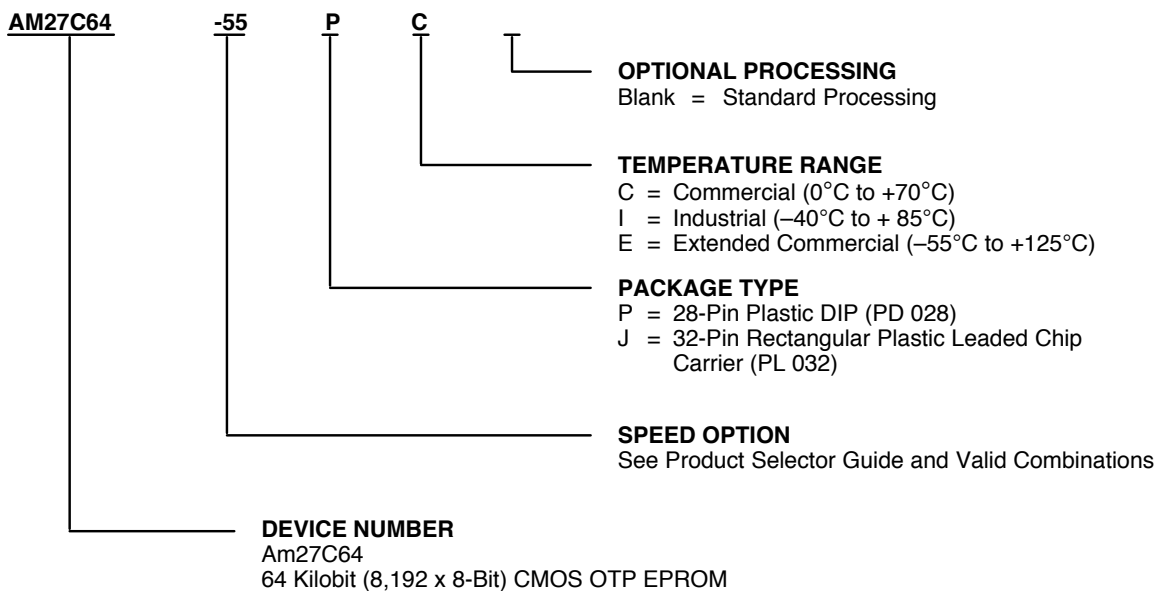 AM27C64 -55 P C
OPTIONAL PROCESSING
Blank = Standard Processing
TEMPERATURE RANGE
C = Commercial (0°C to +70°C)
I = Industrial (–40°C to + 85°C)
E = Extended Commercial (–55°C to +125°C)
PACKAGE TYPE
P = 28-Pin Plastic DIP (PD 028)
J = 32-Pin Rectangular Plastic Leaded Chip
Carrier (PL 032)
SPEED OPTION
See Product Selector Guide and Valid Combinations
DEVICE NUMBER
Am27C64
64 Kilobit (8,192 x 8-Bit) CMOS OTP EPROM